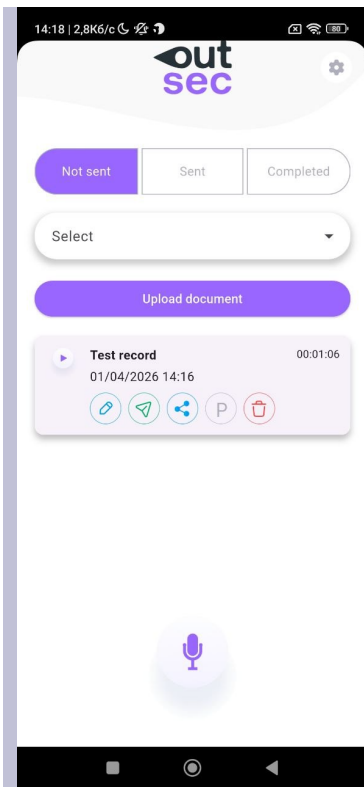 14:18 | 2,8Кб/с
80
out
sec
Not sent
Sent
Completed
Select
Upload document
Test record
00:01:06
01/04/2026 14:16
P